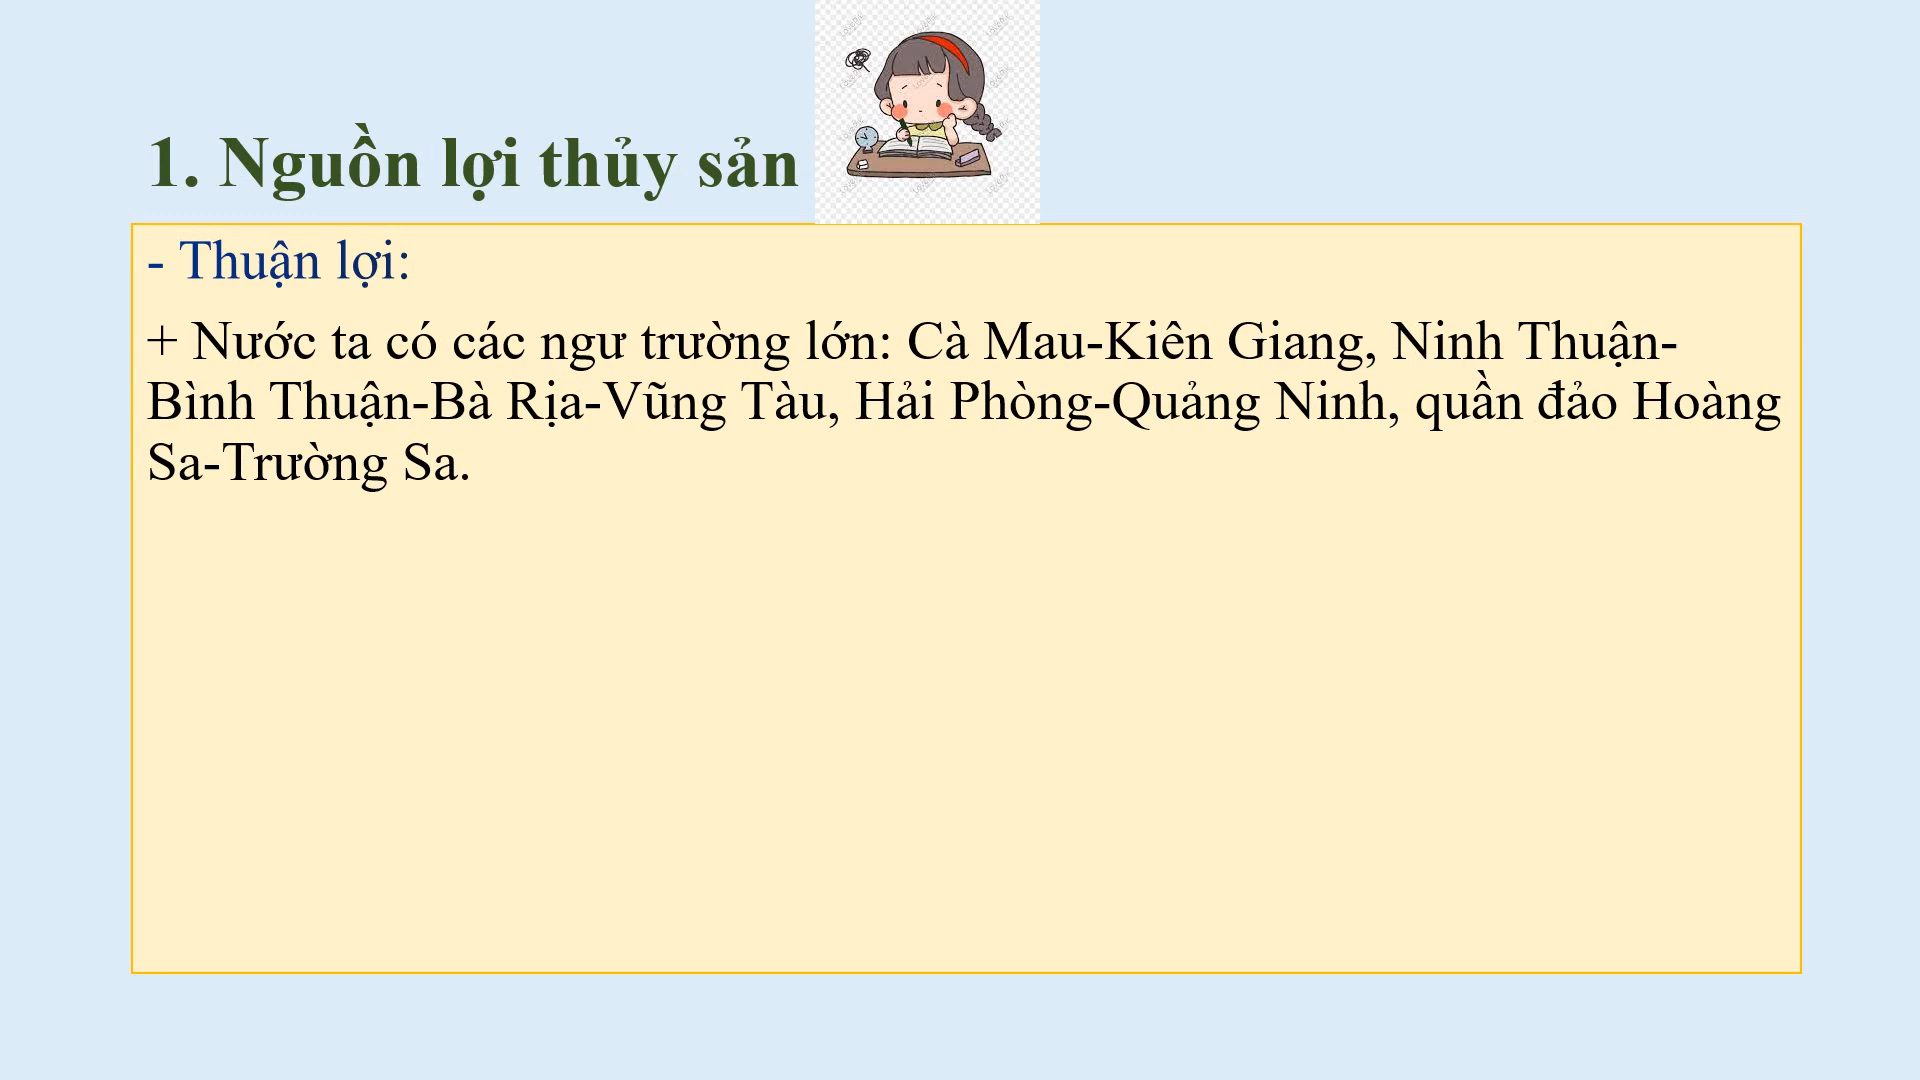 1. Nguồn lợi thủy sản
- Thuận lợi:
+ Nước ta có các ngư trường lớn: Cà Mau-Kiên Giang, Ninh Thuận-
Bình Thuận-Bà Rịa-Vũng Tàu, Hải Phòng-Quảng Ninh, quần đảo Hoàng
Sa-Trường Sa.